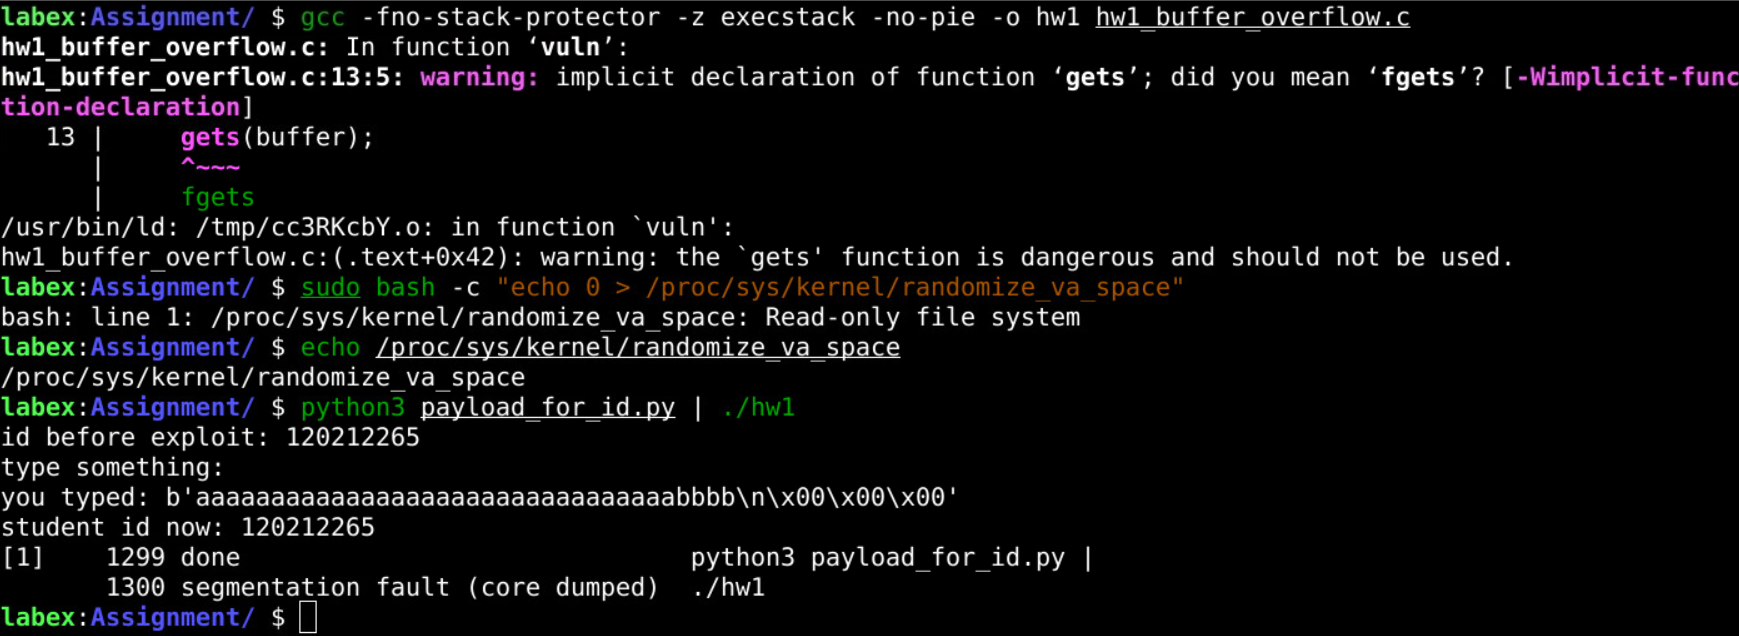 labex:Assignment/ $ gcc -fno-stack-protector -z execstack -no-pie -o hw1 hw1_buffer_overflow.c
hw1_buffer_overflow.c: In function ‘vuln’:
hw1_buffer_overflow.c:13:5: warning: implicit declaration of function ‘gets’; did you mean ‘fgets’? [-Wimplicit-func
tion-declaration]
   13 |     gets(buffer);
      |     ^~~~
      |     fgets
/usr/bin/ld: /tmp/cc3RKcbY.o: in function `vuln':
hw1_buffer_overflow.c:(.text+0x42): warning: the `gets' function is dangerous and should not be used.
labex:Assignment/ $ sudo bash -c "echo 0 > /proc/sys/kernel/randomize_va_space"
bash: line 1: /proc/sys/kernel/randomize_va_space: Read-only file system
labex:Assignment/ $ echo /proc/sys/kernel/randomize_va_space
/proc/sys/kernel/randomize_va_space
labex:Assignment/ $ python3 payload_for_id.py | ./hw1
id before exploit: 120212265
type something:
you typed: b'aaaaaaaaaaaaaaaaaaaaaaaaaaaaaaaabbbb\n\x00\x00\x00'
student id now: 120212265
[1]    1299 done                              python3 payload_for_id.py |
       1300 segmentation fault (core dumped)  ./hw1
labex:Assignment/ $